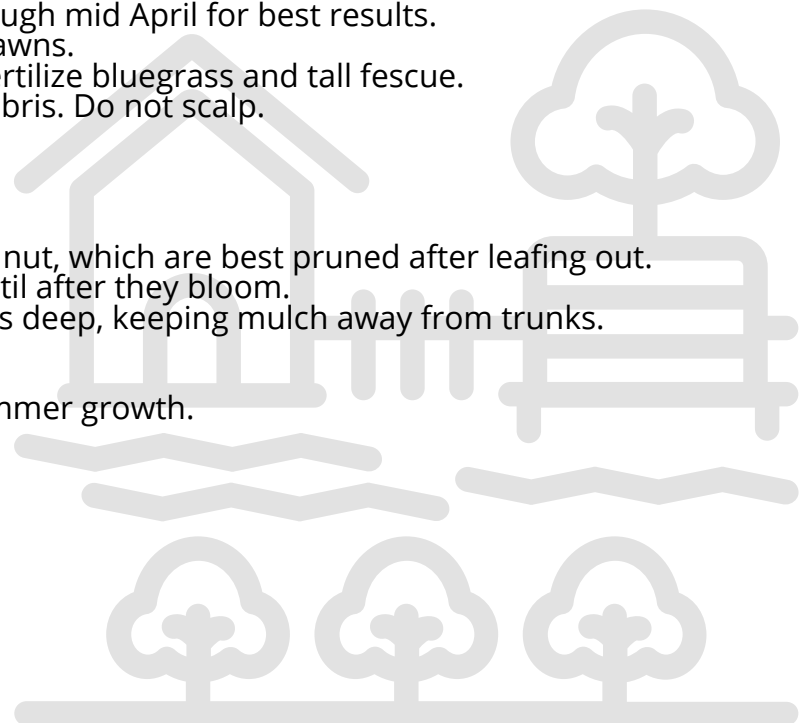 ugh mid April for best results.
awns.
ertilize bluegrass and tall fescue.
bris. Do not scalp.
nut, which are best pruned after leafing out.
til after they bloom.
s deep, keeping mulch away from trunks.
mmer growth.